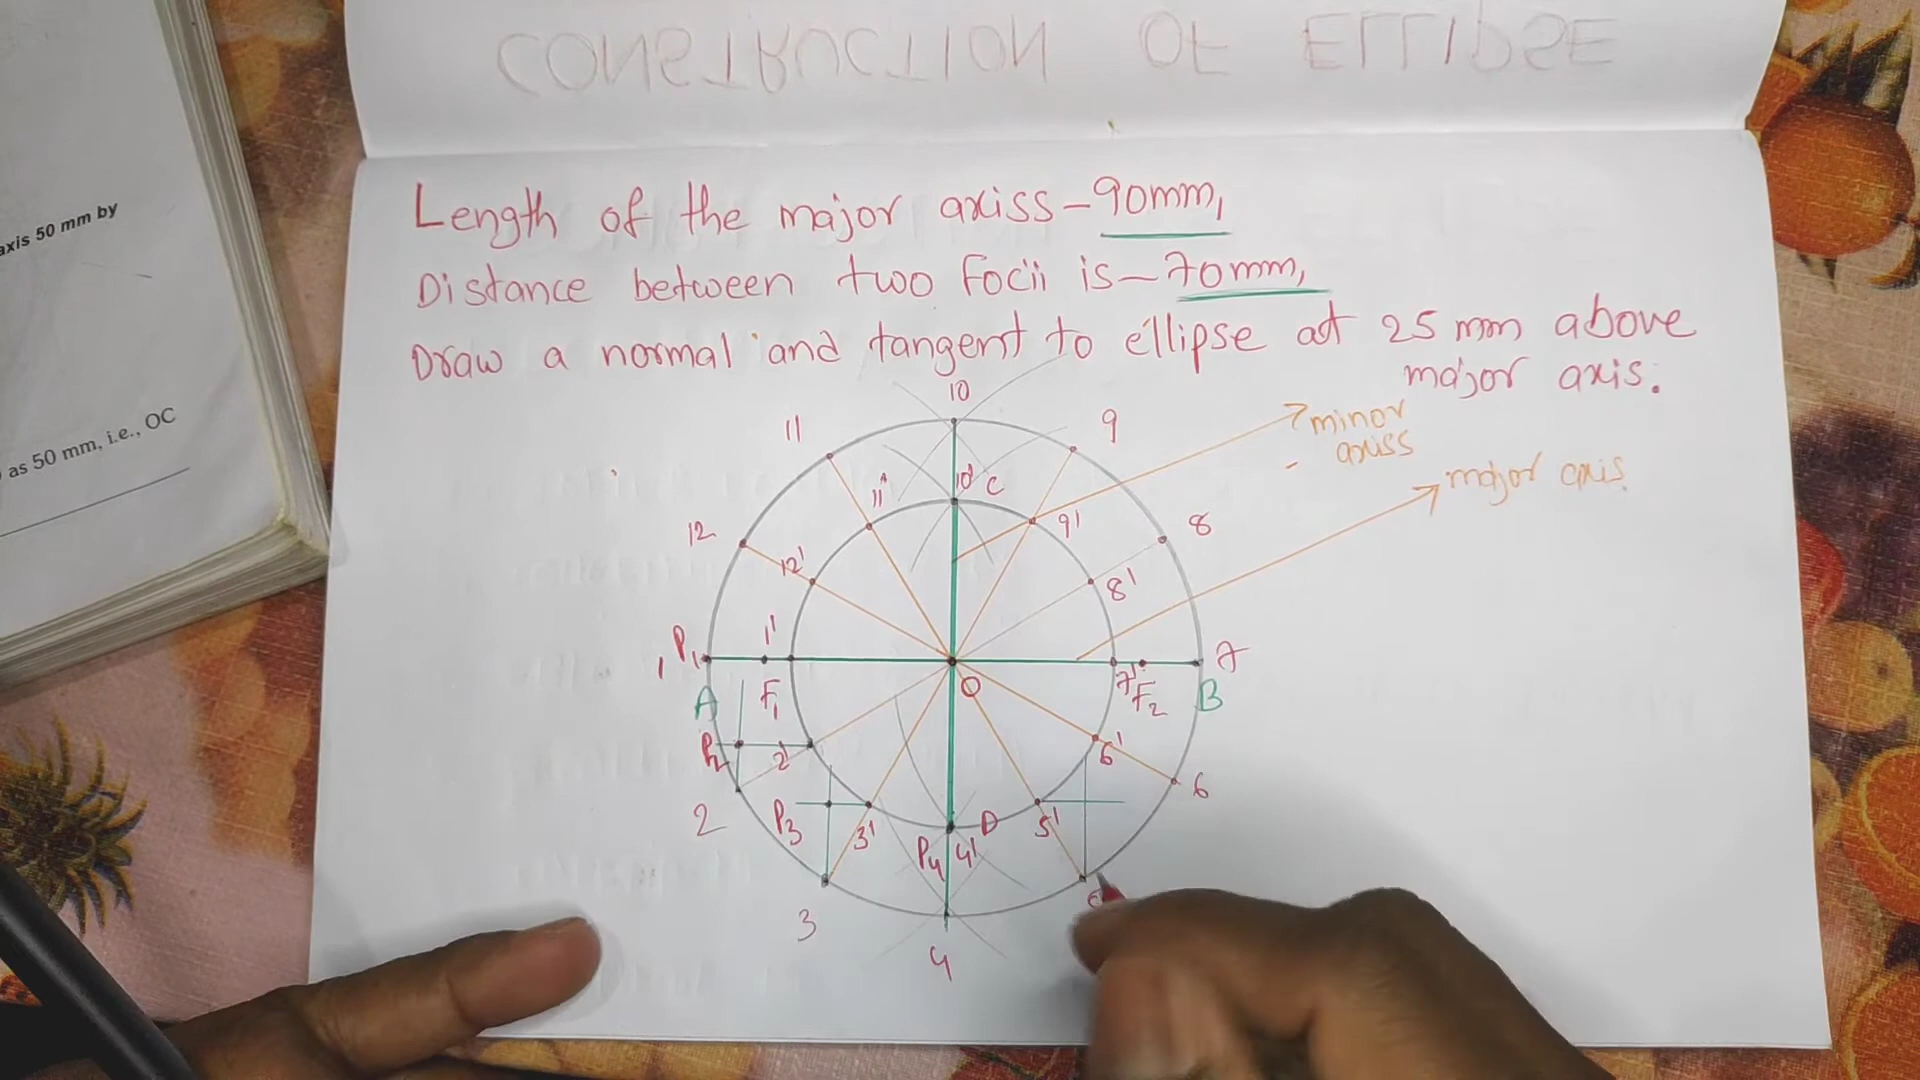 CONSTRUCTION OF ELLIPSE
axis 50 mm by
as 50 mm, i.e., OC
Length of the major axiss - 90mm,
Distance between two Focii is - 70mm,
Draw a normal and tangent to ellipse at 25 mm above
major axis.
10
11
9
minor
axiss
major axis
10' C
11'
9'
12
8
12'
8'
1'
1 P1
7
O
7'
A
F1
F2
B
P2
2'
6'
6
2
P3
3'
D
5'
P4 4'
3
4